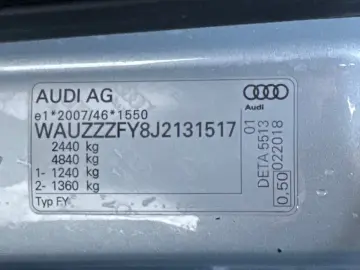 AUDI AG
e1*2007/46*1550
WAUZZZFY8J2131517
2440 kg
4840 kg
1- 1240 kg
2- 1360 kg
Typ FY
Audi
DETA 5513 01
0,50 022018